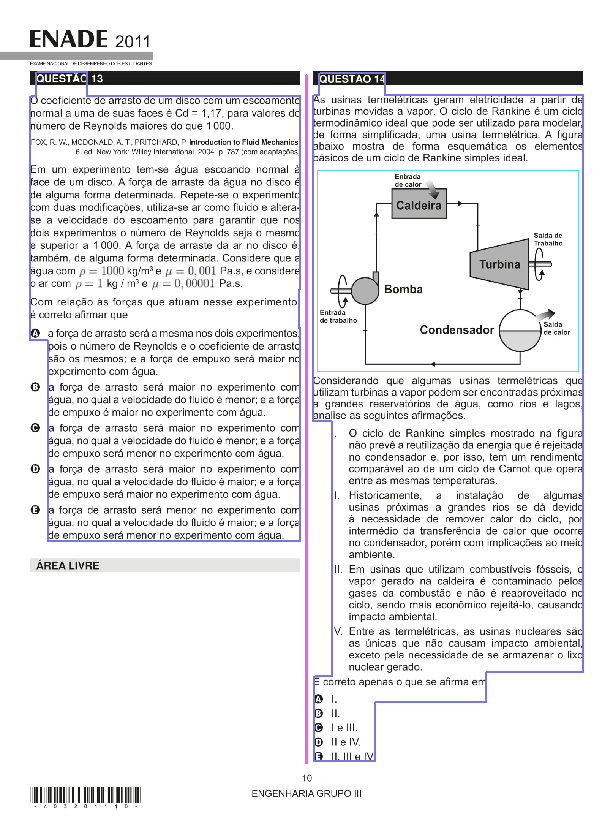 ENADE 2011
EXAME NACIONAL DE DESEMPENHO DOS ESTUDANTES
QUESTÃO 13
O coeficiente de arrasto de um disco com um escoamento
normal a uma de suas faces é Cd = 1,17, para valores do
número de Reynolds maiores do que 1 000.
FOX, R. W., MCDONALD, A. T., PRITCHARD, P. Introduction to Fluid Mechanics.
6. ed. New York: Willey International, 2004. p. 787 (com adaptações).
Em um experimento tem-se água escoando normal à
face de um disco. A força de arraste da água no disco é
de alguma forma determinada. Repete-se o experimento
com duas modificações, utiliza-se ar como fluido e altera-
se a velocidade do escoamento para garantir que nos
dois experimentos o número de Reynolds seja o mesmo
e superior a 1 000. A força de arraste da ar no disco é,
também, de alguma forma determinada. Considere que a
água com ρ = 1000 kg/m³ e μ = 0, 001 Pa.s, e considere
o ar com ρ = 1 kg / m³ e μ = 0, 00001 Pa.s.
Com relação às forças que atuam nesse experimento,
é correto afirmar que
A a força de arrasto será a mesma nos dois experimentos,
pois o número de Reynolds e o coeficiente de arrasto
são os mesmos; e a força de empuxo será maior no
experimento com água.
B a força de arrasto será maior no experimento com
água, no qual a velocidade do fluido é menor; e a força
de empuxo é maior no experimento com água.
C a força de arrasto será maior no experimento com
água, no qual a velocidade do fluido é menor; e a força
de empuxo será menor no experimento com água.
D a força de arrasto será maior no experimento com
água, no qual a velocidade do fluido é maior; e a força
de empuxo será maior no experimento com água.
E a força de arrasto será menor no experimento com
água, no qual a velocidade do fluido é maior; e a força
de empuxo será menor no experimento com água.
ÁREA LIVRE
QUESTÃO 14
As usinas termelétricas geram eletricidade a partir de
turbinas movidas a vapor. O ciclo de Rankine é um ciclo
termodinâmico ideal que pode ser utilizado para modelar,
de forma simplificada, uma usina termelétrica. A figura
abaixo mostra de forma esquemática os elementos
básicos de um ciclo de Rankine simples ideal.
Entrada
de calor
Caldeira
Saída de
Trabalho
Turbina
Bomba
Entrada
de trabalho
Condensador
Saída
de calor
Considerando que algumas usinas termelétricas que
utilizam turbinas a vapor podem ser encontradas próximas
a grandes reservatórios de água, como rios e lagos,
analise as seguintes afirmações.
I. O ciclo de Rankine simples mostrado na figura
não prevê a reutilização da energia que é rejeitada
no condensador e, por isso, tem um rendimento
comparável ao de um ciclo de Carnot que opera
entre as mesmas temperaturas.
II. Historicamente, a instalação de algumas
usinas próximas a grandes rios se dá devido
à necessidade de remover calor do ciclo, por
intermédio da transferência de calor que ocorre
no condensador, porém com implicações ao meio
ambiente.
III. Em usinas que utilizam combustíveis fósseis, o
vapor gerado na caldeira é contaminado pelos
gases da combustão e não é reaproveitado no
ciclo, sendo mais econômico rejeitá-lo, causando
impacto ambiental.
IV. Entre as termelétricas, as usinas nucleares são
as únicas que não causam impacto ambiental,
exceto pela necessidade de se armazenar o lixo
nuclear gerado.
É correto apenas o que se afirma em
A I.
B II.
C I e III.
D II e IV.
E II, III e IV.
10
ENGENHARIA GRUPO III